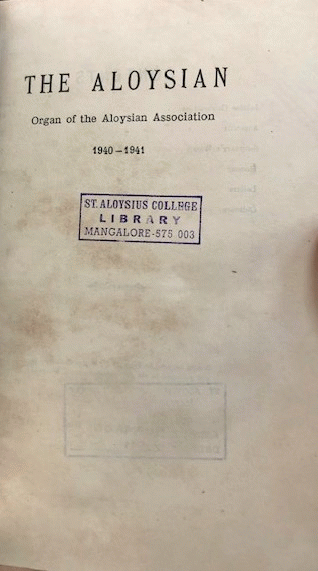 THE ALOYSIAN
Organ of the Aloysian Association
1940-1941
ST. ALOYSIUS COLLEGE
LIBRARY
MANGALORE-575 003